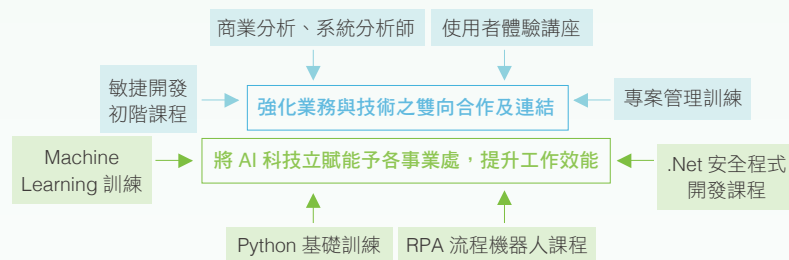 商業分析、系統分析師
使用者體驗講座
敏捷開發
初階課程
強化業務與技術之雙向合作及連結
專案管理訓練
Machine
Learning 訓練
將 AI 科技立賦能予各事業處，提升工作效能
.Net 安全程式
開發課程
Python 基礎訓練
RPA 流程機器人課程